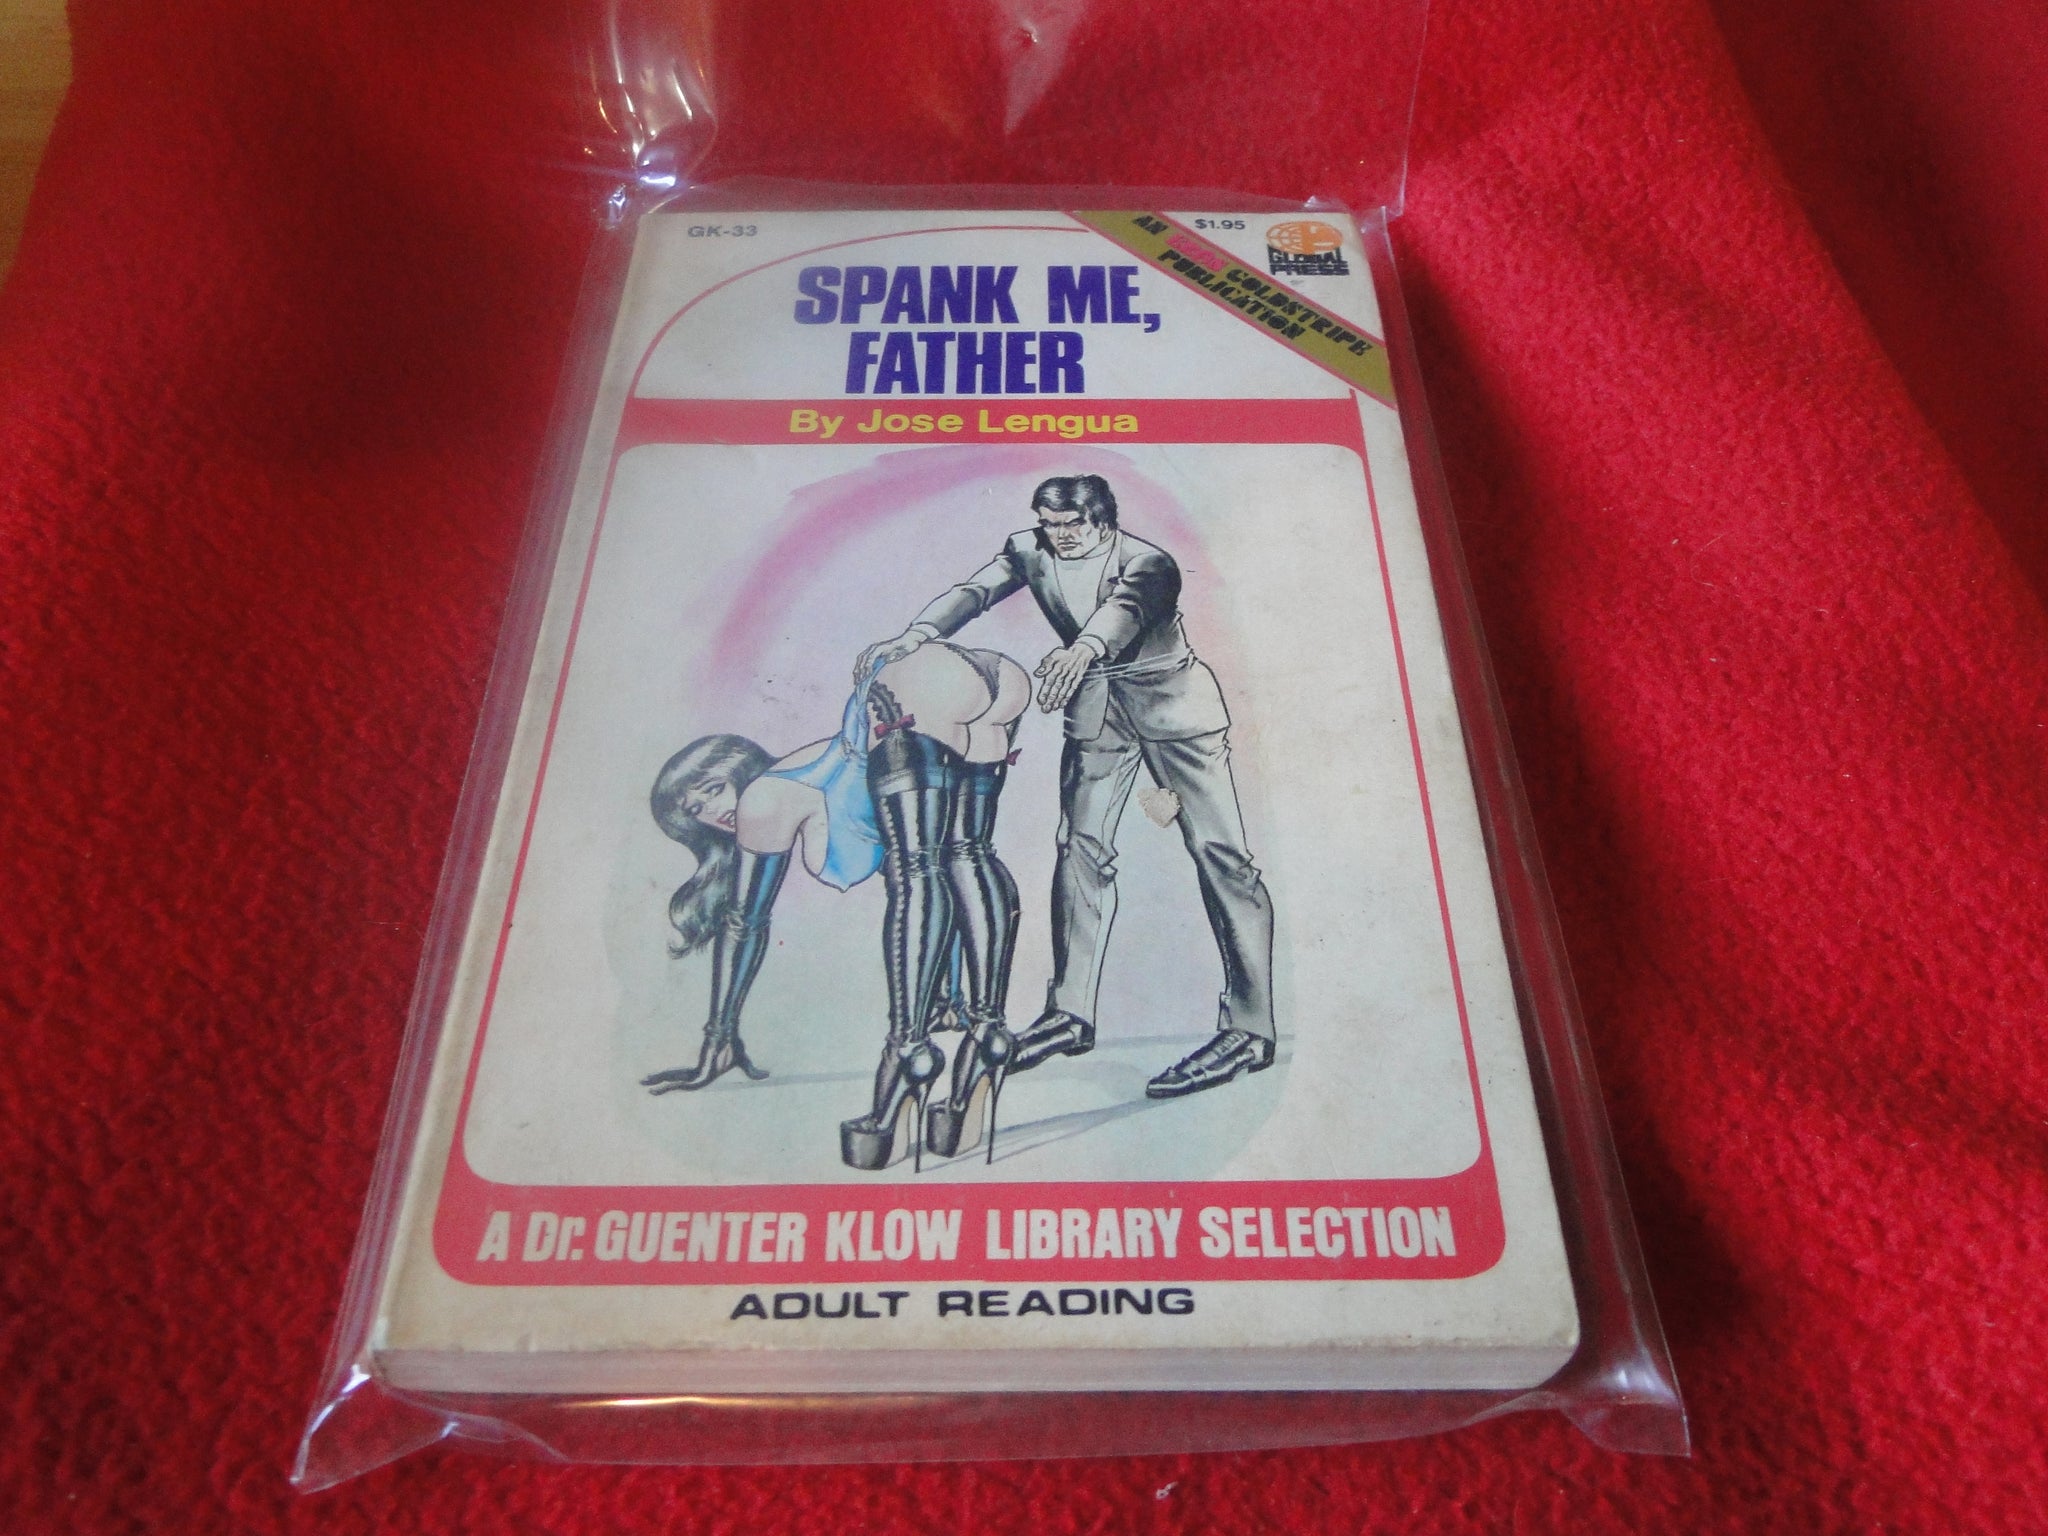 GK-33
$1.95
GLOBAL
PRESS
AN EROS GOLDSTRIPE
PUBLICATION
SPANK ME,
FATHER
By Jose Lengua
A Dr. GUENTER KLOW LIBRARY SELECTION
ADULT READING